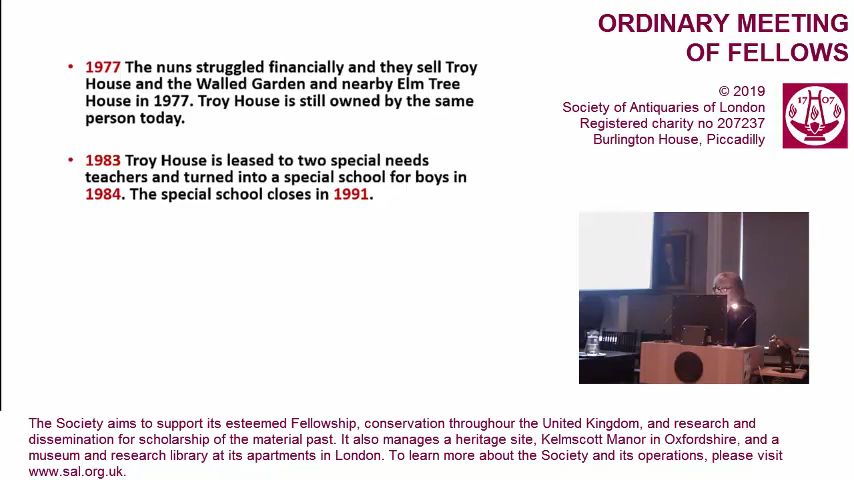 ORDINARY MEETING
OF FELLOWS
© 2019
Society of Antiquaries of London
Registered charity no 207237
Burlington House, Piccadilly
17 07
• 1977 The nuns struggled financially and they sell Troy
House and the Walled Garden and nearby Elm Tree
House in 1977. Troy House is still owned by the same
person today.
• 1983 Troy House is leased to two special needs
teachers and turned into a special school for boys in
1984. The special school closes in 1991.
The Society aims to support its esteemed Fellowship, conservation throughour the United Kingdom, and research and
dissemination for scholarship of the material past. It also manages a heritage site, Kelmscott Manor in Oxfordshire, and a
museum and research library at its apartments in London. To learn more about the Society and its operations, please visit
www.sal.org.uk.